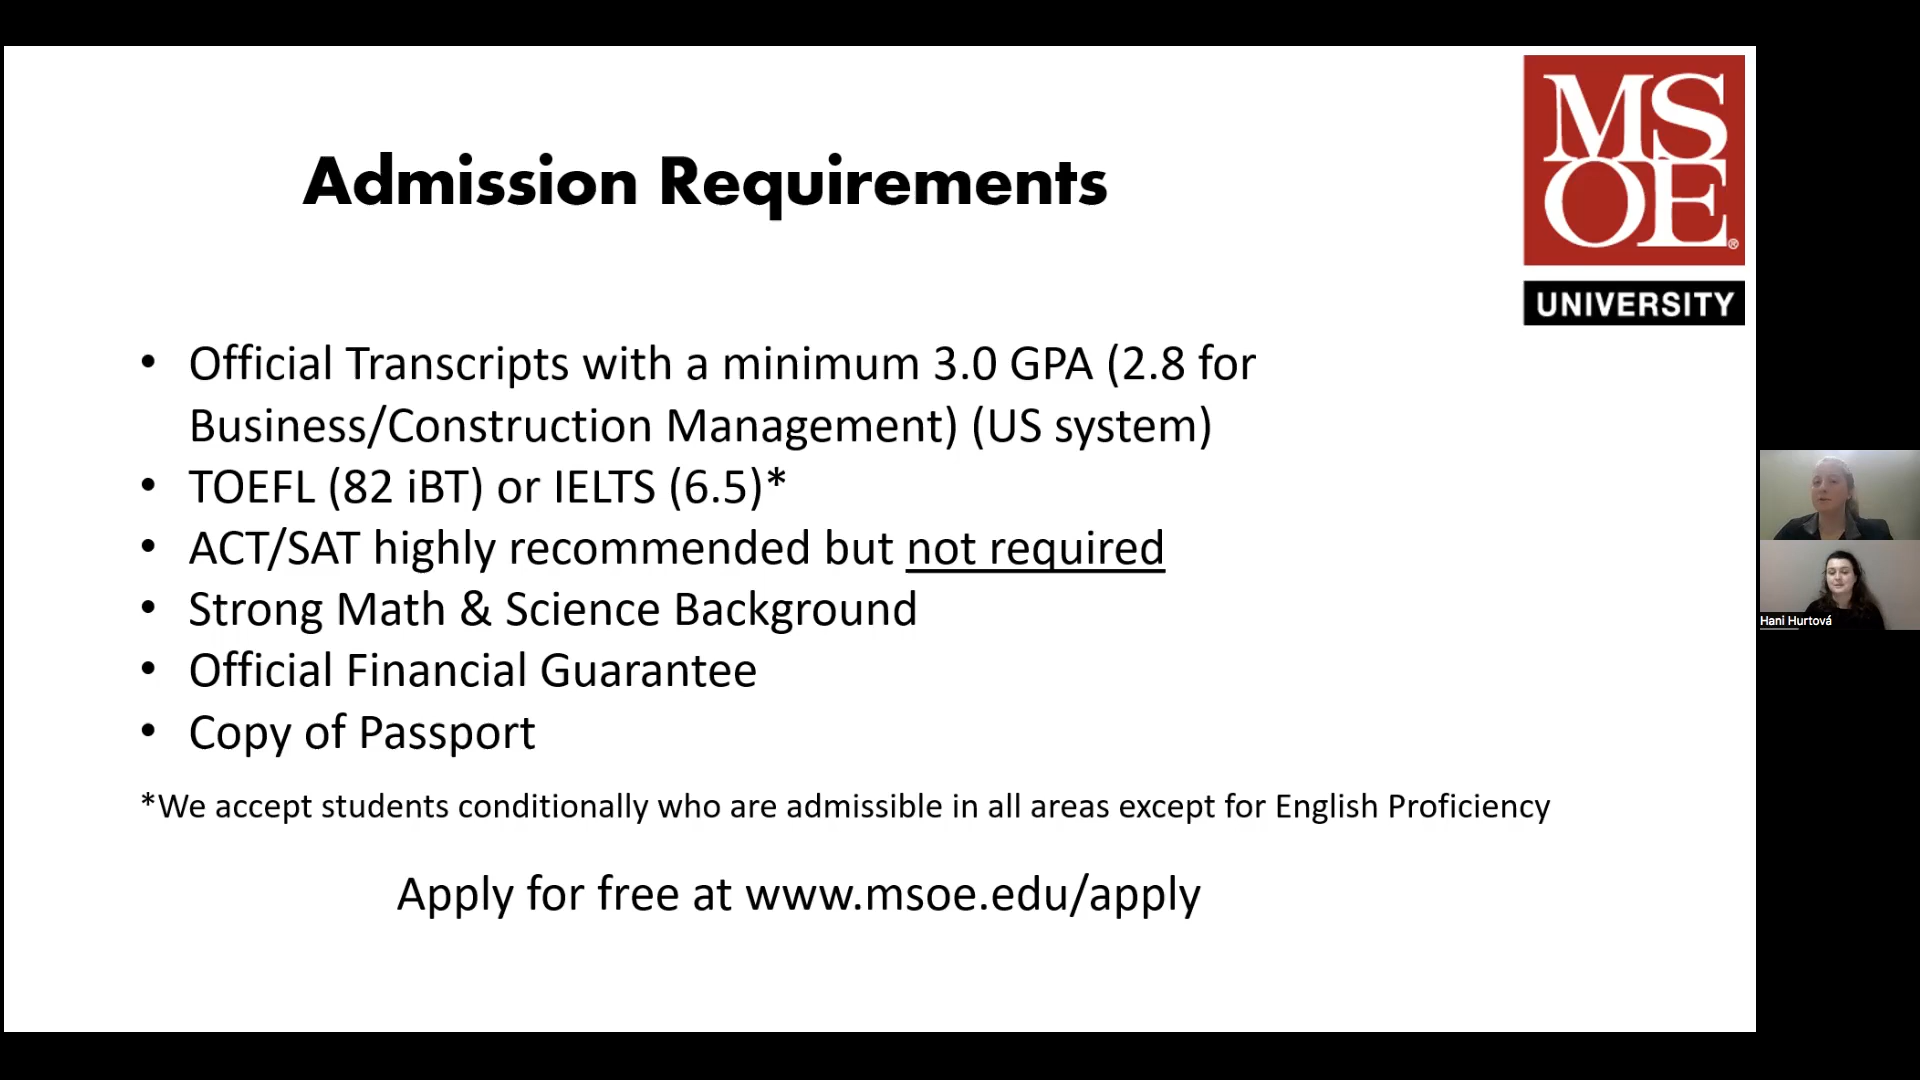 MS
OE®
UNIVERSITY
Admission Requirements
• Official Transcripts with a minimum 3.0 GPA (2.8 for
Business/Construction Management) (US system)
• TOEFL (82 iBT) or IELTS (6.5)*
• ACT/SAT highly recommended but not required
• Strong Math & Science Background
• Official Financial Guarantee
• Copy of Passport
*We accept students conditionally who are admissible in all areas except for English Proficiency
Apply for free at www.msoe.edu/apply
Hani Hurtová